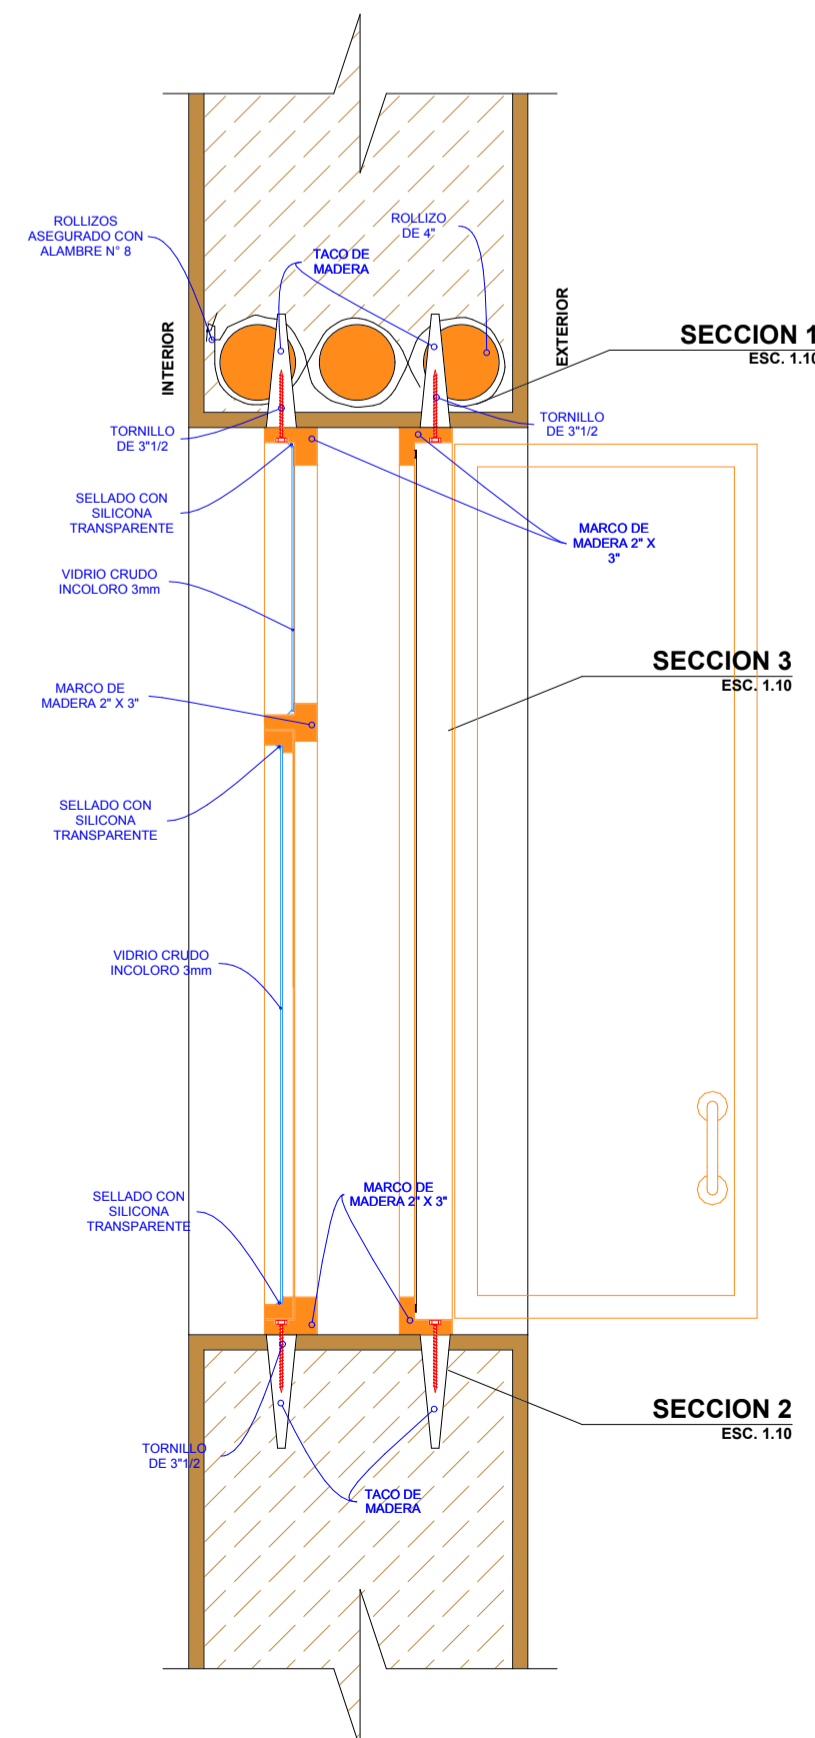 ROLLIZOS
ASEGURADO CON
ALAMBRE N° 8
ROLLIZO
DE 4"
TACO DE
MADERA
INTERIOR
EXTERIOR
SECCION 1
ESC. 1.10
TORNILLO
DE 3"1/2
TORNILLO
DE 3"1/2
SELLADO CON
SILICONA
TRANSPARENTE
MARCO DE
MADERA 2" X
3"
VIDRIO CRUDO
INCOLORO 3mm
SECCION 3
ESC. 1.10
MARCO DE
MADERA 2" X 3"
SELLADO CON
SILICONA
TRANSPARENTE
VIDRIO CRUDO
INCOLORO 3mm
MARCO DE
MADERA 2" X 3"
SELLADO CON
SILICONA
TRANSPARENTE
SECCION 2
ESC. 1.10
TORNILLO
DE 3"1/2
TACO DE
MADERA